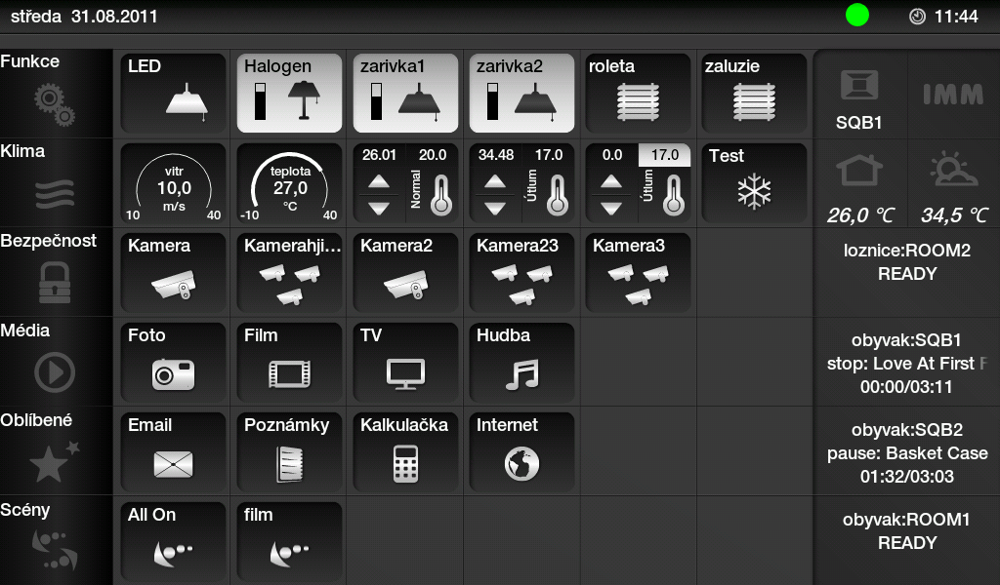 středa 31.08.2011
11:44
Funkce
LED
Halogen
zarivka1
zarivka2
roleta
zaluzie
SQB1
IMM
Klima
vitr
10,0
m/s
10
40
teplota
27,0
°C
-10
40
26.01
20.0
Normal
34.48
17.0
Útlum
0.0
17.0
Útlum
Test
26,0 °C
34,5 °C
Bezpečnost
Kamera
Kamerahji...
Kamera2
Kamera23
Kamera3
loznice:ROOM2
READY
Média
Foto
Film
TV
Hudba
obyvak:SQB1
stop: Love At First F
00:00/03:11
Oblíbené
Email
Poznámky
Kalkulačka
Internet
obyvak:SQB2
pause: Basket Case
01:32/03:03
Scény
All On
film
obyvak:ROOM1
READY